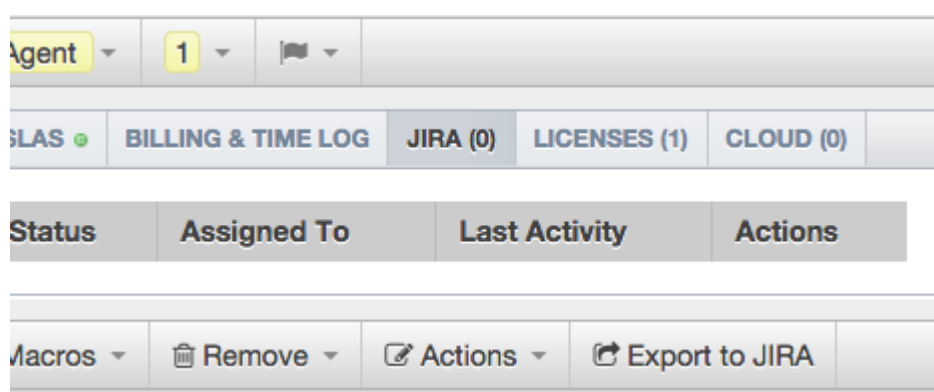 Agent 1
SLAS BILLING & TIME LOG JIRA (0) LICENSES (1) CLOUD (0)
Status Assigned To Last Activity Actions
Macros Remove Actions Export to JIRA